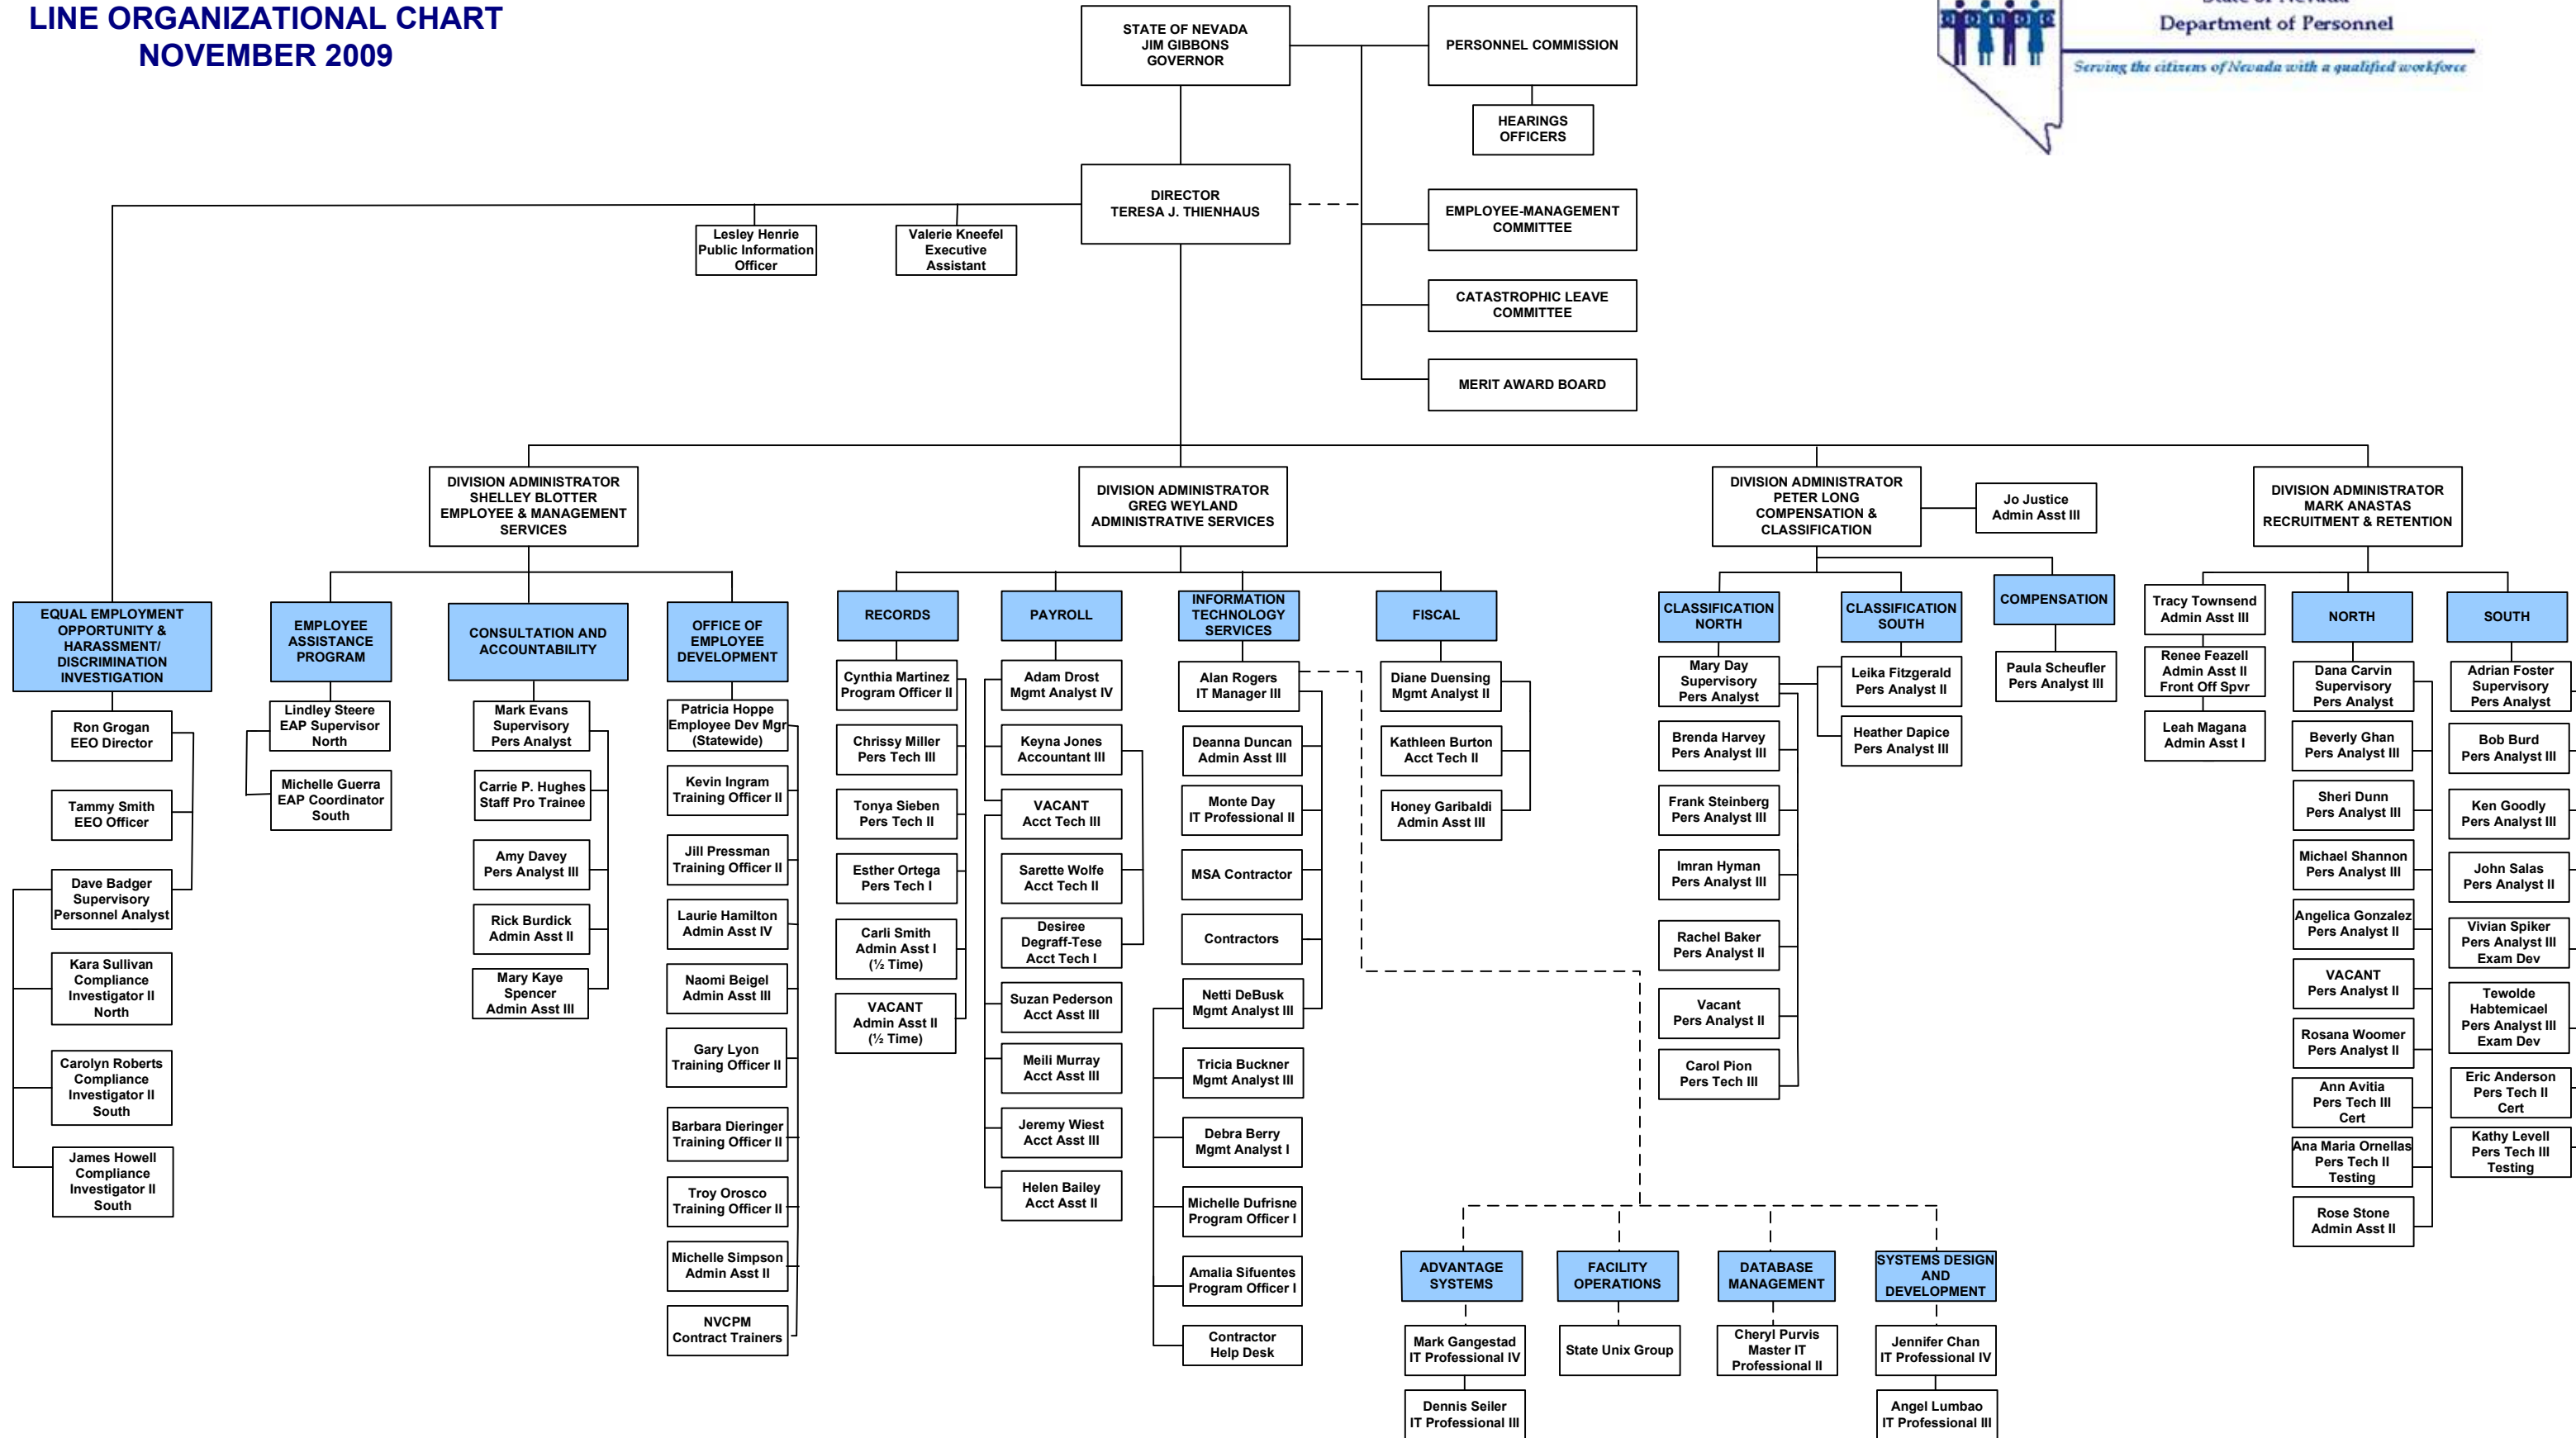 LINE ORGANIZATIONAL CHART
NOVEMBER 2009
STATE OF NEVADA
JIM GIBBONS
GOVERNOR
PERSONNEL COMMISSION
HEARINGS
OFFICERS
Department of Personnel
Serving the citizens of Nevada with a qualified workforce
DIRECTOR
TERESA J. THIENHAUS
EMPLOYEE-MANAGEMENT
COMMITTEE
CATASTROPHIC LEAVE
COMMITTEE
MERIT AWARD BOARD
Lesley Henrie
Public Information
Officer
Valerie Kneefel
Executive
Assistant
DIVISION ADMINISTRATOR
SHELLEY BLOTTER
EMPLOYEE & MANAGEMENT
SERVICES
DIVISION ADMINISTRATOR
GREG WEYLAND
ADMINISTRATIVE SERVICES
DIVISION ADMINISTRATOR
PETER LONG
COMPENSATION &
CLASSIFICATION
Jo Justice
Admin Asst III
DIVISION ADMINISTRATOR
MARK ANASTAS
RECRUITMENT & RETENTION
EQUAL EMPLOYMENT
OPPORTUNITY &
HARASSMENT/
DISCRIMINATION
INVESTIGATION
Ron Grogan
EEO Director
Tammy Smith
EEO Officer
Dave Badger
Supervisory
Personnel Analyst
Kara Sullivan
Compliance
Investigator II
North
Carolyn Roberts
Compliance
Investigator II
South
James Howell
Compliance
Investigator II
South
EMPLOYEE
ASSISTANCE
PROGRAM
Lindley Steere
EAP Supervisor
North
Michelle Guerra
EAP Coordinator
South
CONSULTATION AND
ACCOUNTABILITY
Mark Evans
Supervisory
Pers Analyst
Carrie P. Hughes
Staff Pro Trainee
Amy Davey
Pers Analyst III
Rick Burdick
Admin Asst II
Mary Kaye
Spencer
Admin Asst III
OFFICE OF
EMPLOYEE
DEVELOPMENT
Patricia Hoppe
Employee Dev Mgr
(Statewide)
Kevin Ingram
Training Officer II
Jill Pressman
Training Officer II
Laurie Hamilton
Admin Asst IV
Naomi Beigel
Admin Asst III
Gary Lyon
Training Officer II
Barbara Dieringer
Training Officer II
Troy Orosco
Training Officer II
Michelle Simpson
Admin Asst II
NVCPM
Contract Trainers
RECORDS
Cynthia Martinez
Program Officer II
Chrissy Miller
Pers Tech III
Tonya Sieben
Pers Tech II
Esther Ortega
Pers Tech I
Carli Smith
Admin Asst I
(½ Time)
VACANT
Admin Asst II
(½ Time)
PAYROLL
Adam Drost
Mgmt Analyst IV
Keyna Jones
Accountant III
VACANT
Acct Tech III
Sarette Wolfe
Acct Tech II
Desiree
Degraff-Tese
Acct Tech I
Suzan Pederson
Acct Asst III
Meili Murray
Acct Asst III
Jeremy Wiest
Acct Asst III
Helen Bailey
Acct Asst II
INFORMATION
TECHNOLOGY
SERVICES
Alan Rogers
IT Manager III
Deanna Duncan
Admin Asst III
Monte Day
IT Professional II
MSA Contractor
Contractors
Netti DeBusk
Mgmt Analyst III
Tricia Buckner
Mgmt Analyst III
Debra Berry
Mgmt Analyst I
Michelle Dufrisne
Program Officer I
Amalia Sifuentes
Program Officer I
Contractor
Help Desk
FISCAL
Diane Duensing
Mgmt Analyst II
Kathleen Burton
Acct Tech II
Honey Garibaldi
Admin Asst III
ADVANTAGE
SYSTEMS
Mark Gangestad
IT Professional IV
Dennis Seiler
IT Professional III
FACILITY
OPERATIONS
State Unix Group
DATABASE
MANAGEMENT
Cheryl Purvis
Master IT
Professional II
SYSTEMS DESIGN
AND
DEVELOPMENT
Jennifer Chan
IT Professional IV
Angel Lumbao
IT Professional III
CLASSIFICATION
NORTH
Mary Day
Supervisory
Pers Analyst
Brenda Harvey
Pers Analyst III
Frank Steinberg
Pers Analyst III
Imran Hyman
Pers Analyst III
Rachel Baker
Pers Analyst II
Vacant
Pers Analyst II
Carol Pion
Pers Tech III
CLASSIFICATION
SOUTH
Leika Fitzgerald
Pers Analyst II
Heather Dapice
Pers Analyst III
COMPENSATION
Paula Scheufler
Pers Analyst III
Tracy Townsend
Admin Asst III
Renee Feazell
Admin Asst II
Front Off Spvr
Leah Magana
Admin Asst I
NORTH
Dana Carvin
Supervisory
Pers Analyst
Beverly Ghan
Pers Analyst III
Sheri Dunn
Pers Analyst III
Michael Shannon
Pers Analyst III
Angelica Gonzalez
Pers Analyst II
VACANT
Pers Analyst II
Rosana Woomer
Pers Analyst II
Ann Avitia
Pers Tech III
Cert
Ana Maria Ornellas
Pers Tech II
Testing
Rose Stone
Admin Asst II
SOUTH
Adrian Foster
Supervisory
Pers Analyst
Bob Burd
Pers Analyst III
Ken Goodly
Pers Analyst III
John Salas
Pers Analyst II
Vivian Spiker
Pers Analyst III
Exam Dev
Tewolde
Habtemicael
Pers Analyst III
Exam Dev
Eric Anderson
Pers Tech II
Cert
Kathy Levell
Pers Tech III
Testing